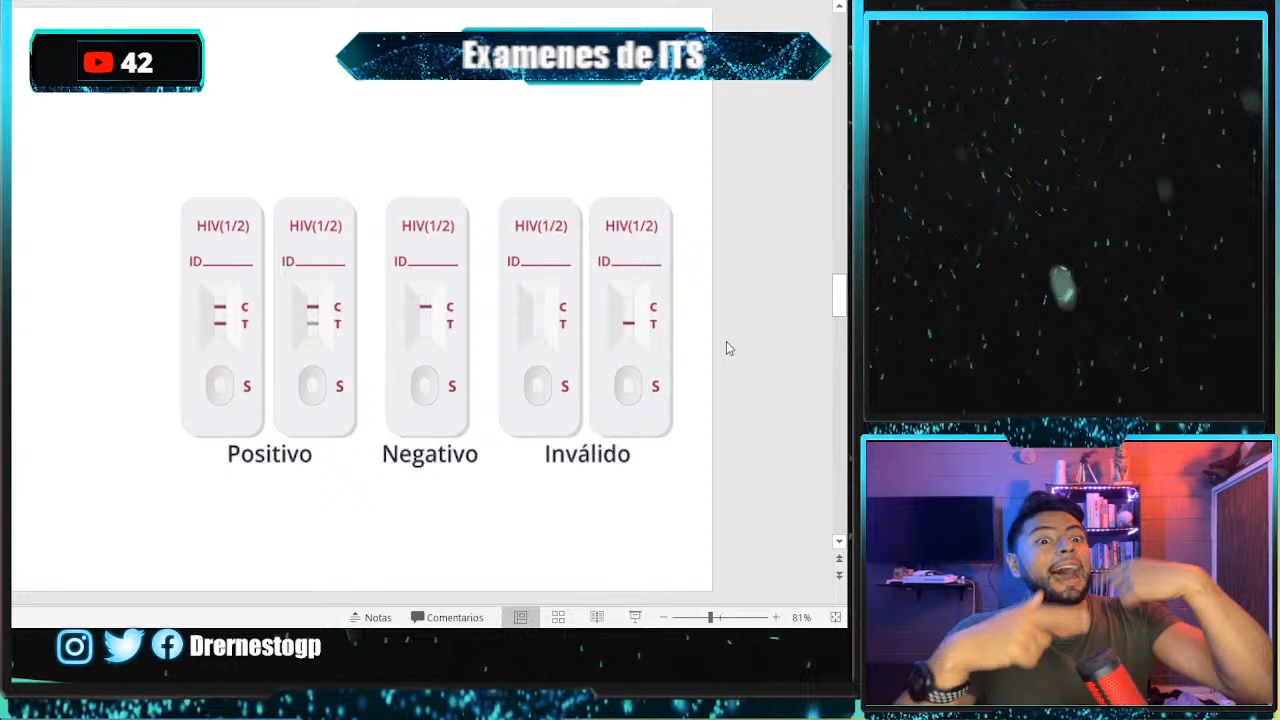 42
Examenes de ITS
HIV(1/2) HIV(1/2) HIV(1/2) HIV(1/2) HIV(1/2)
ID ID ID ID ID
C C C C C
T T T T T
S S S S S
Positivo Negativo Inválido
Notas Comentarios 81%
Drernestogp